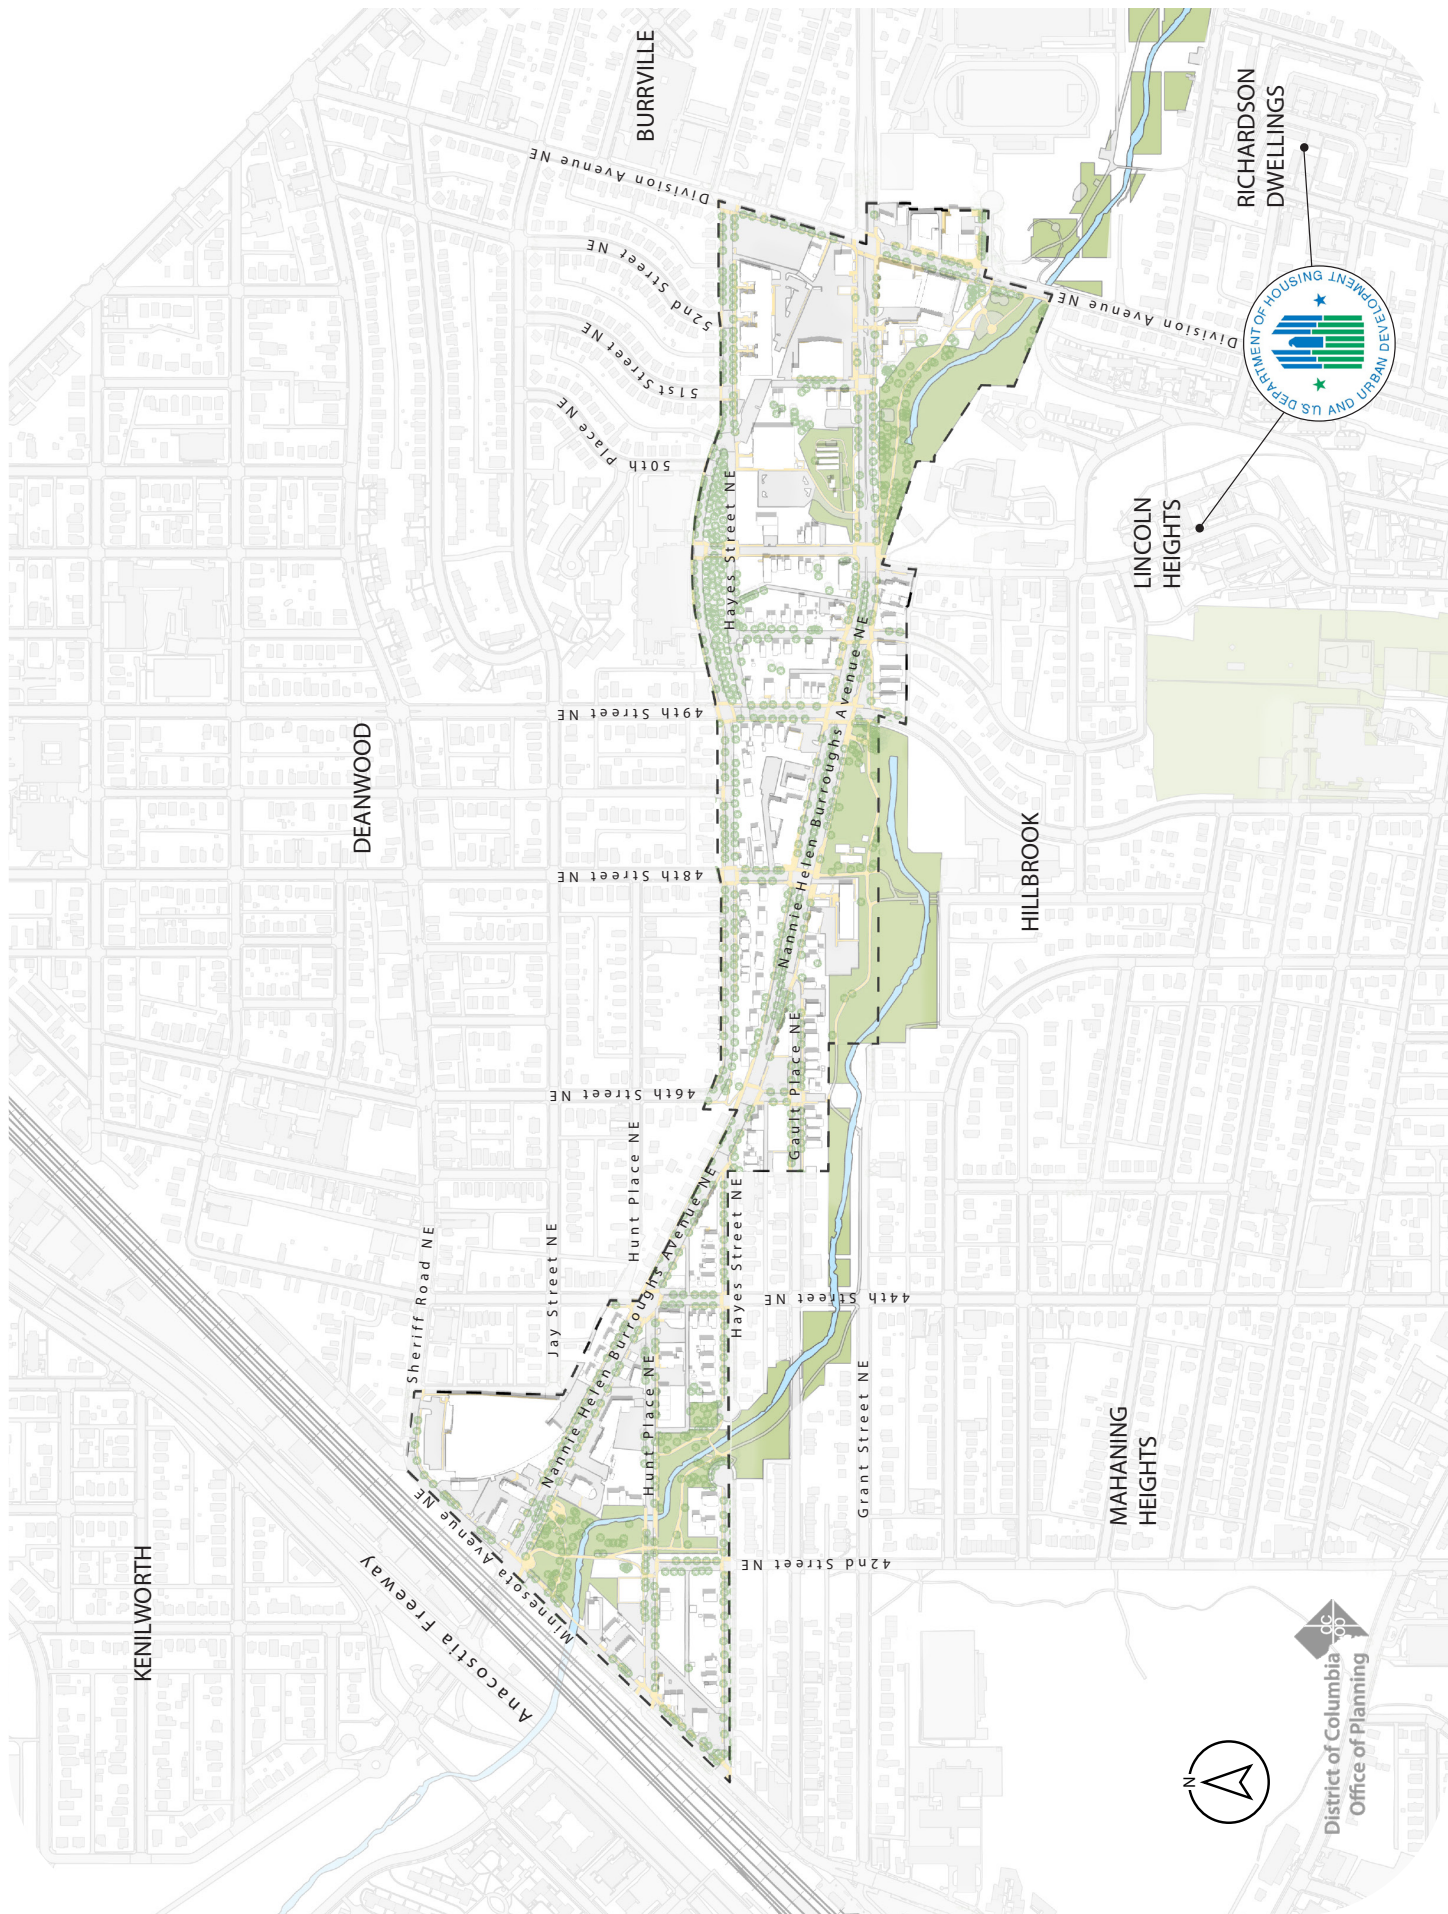 KENILWORTH
DEANWOOD
BURRVILLE
Anacostia Freeway
Minnesota Avenue NE
Sheriff Road NE
Jay Street NE
Hunt Place NE
Nannie Helen Burroughs Avenue NE
Hunt Place NE
Nannie Helen Burroughs Avenue NE
Hayes Street NE
Gault Place NE
Hayes Street NE
Grant Street NE
42nd Street NE
44th Street NE
46th Street NE
48th Street NE
49th Street NE
50th Place NE
51st Street NE
52nd Street NE
Division Avenue NE
Division Avenue NE
HILLBROOK
MAHANING
HEIGHTS
LINCOLN
HEIGHTS
RICHARDSON
DWELLINGS
U.S. DEPARTMENT OF HOUSING
AND URBAN DEVELOPMENT
N
District of Columbia
Office of Planning